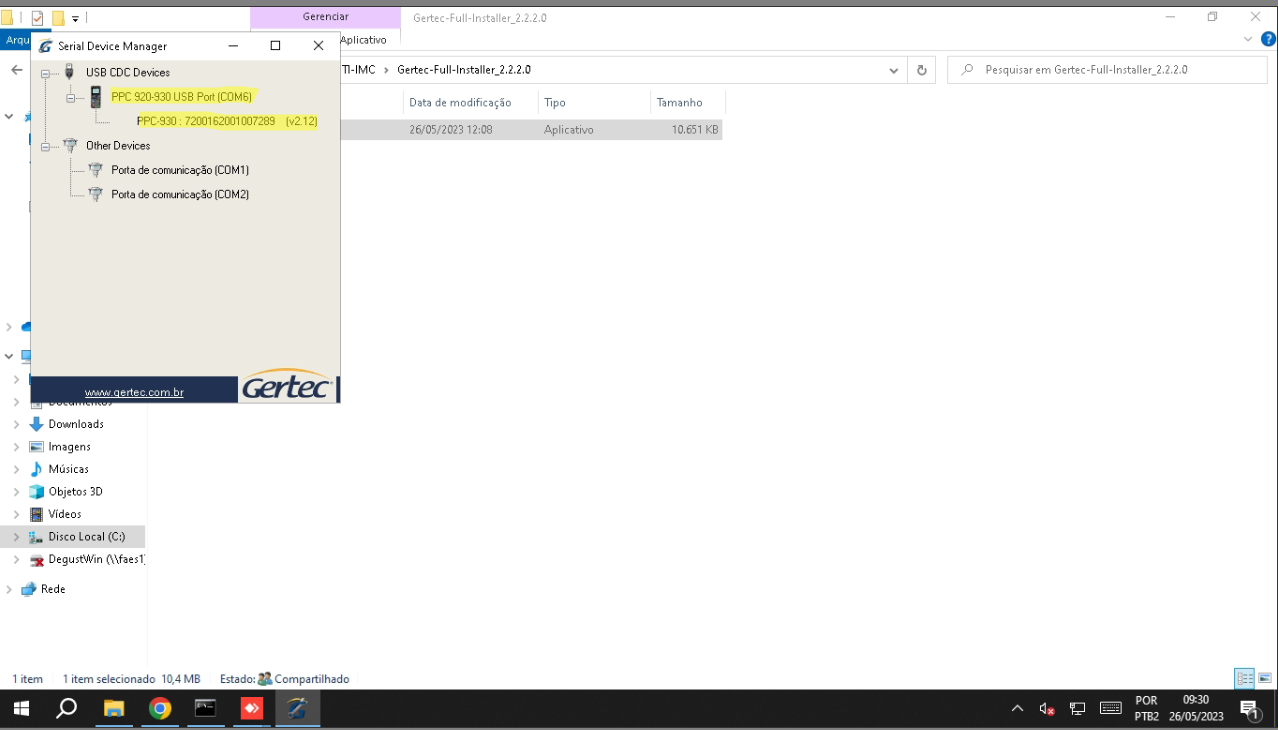 Gerenciar
Gertec-Full-Installer_2.2.2.0
Arqu
Aplicativo
Serial Device Manager
TI-IMC > Gertec-Full-Installer_2.2.2.0
Pesquisar em Gertec-Full-Installer_2.2.2.0
USB CDC Devices
PPC 920-930 USB Port (COM6)
PPC-930 : 7200162001007289 (v2.12)
Other Devices
Porta de comunicação (COM1)
Porta de comunicação (COM2)
www.gertec.com.br
Gertec
Data de modificação
Tipo
Tamanho
26/05/2023 12:08
Aplicativo
10.651 KB
Documentos
Downloads
Imagens
Músicas
Objetos 3D
Vídeos
Disco Local (C:)
DegustWin (\\faes1
Rede
1 item
1 item selecionado 10,4 MB
Estado: Compartilhado
POR
PTB2
09:30
26/05/2023
1